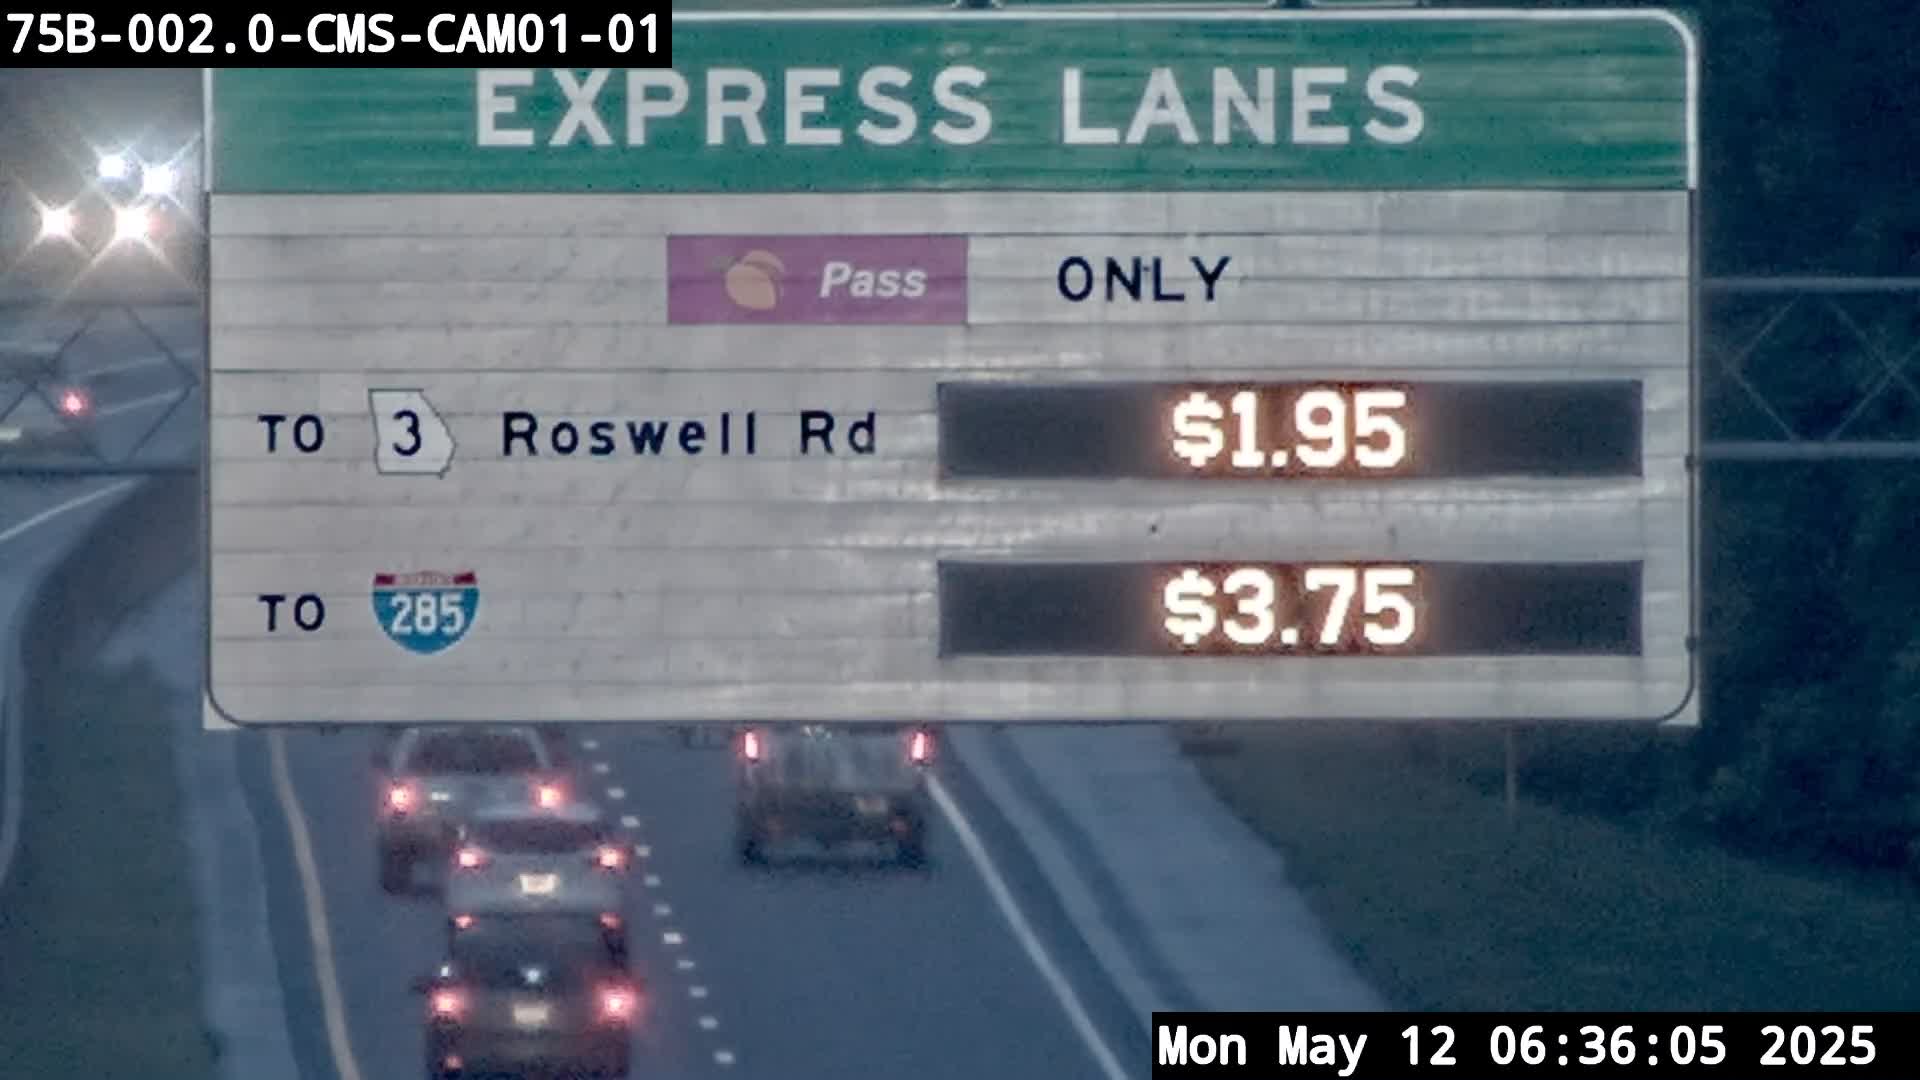 75B-002.0-CMS-CAM01-01
EXPRESS LANES
Pass ONLY
TO 3 Roswell Rd $1.95
TO 285 $3.75
Mon May 12 06:36:05 2025